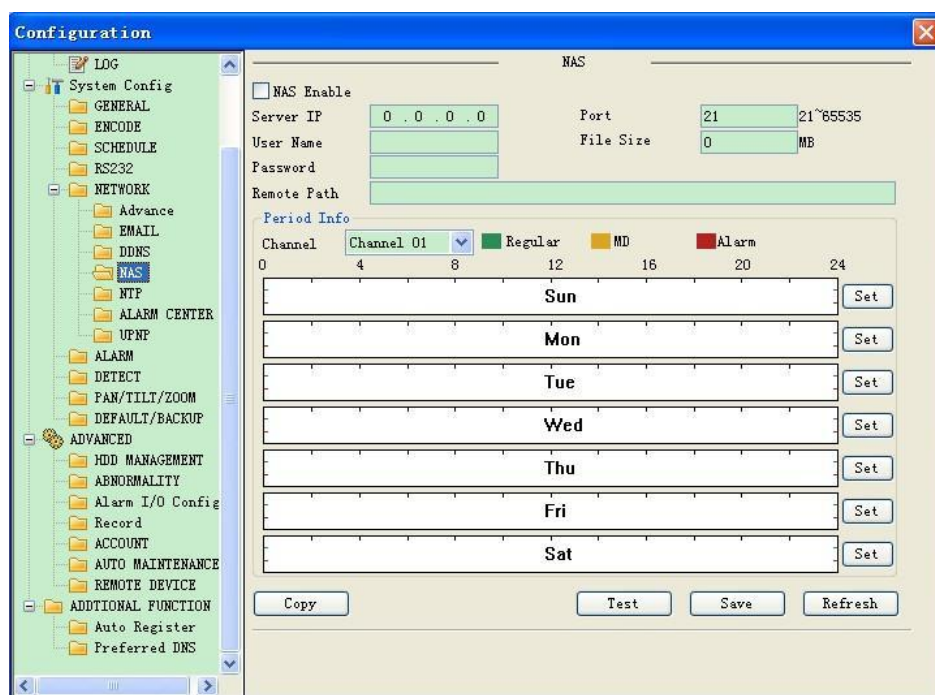 Configuration
LOG
System Config
GENERAL
ENCODE
SCHEDULE
RS232
NETWORK
Advance
EMAIL
DDNS
NAS
NTP
ALARM CENTER
UPNP
ALARM
DETECT
PAN/TILT/ZOOM
DEFAULT/BACKUP
ADVANCED
HDD MANAGEMENT
ABNORMALITY
Alarm I/O Config
Record
ACCOUNT
AUTO MAINTENANCE
REMOTE DEVICE
ADDTIONAL FUNCTION
Auto Register
Preferred DNS
NAS
NAS Enable
Server IP 0 . 0 . 0 . 0 Port 21 21~65535
User Name File Size 0 MB
Password
Remote Path
Period Info
Channel Channel 01 Regular MD Alarm
0 4 8 12 16 20 24
Sun Set
Mon Set
Tue Set
Wed Set
Thu Set
Fri Set
Sat Set
Copy Test Save Refresh